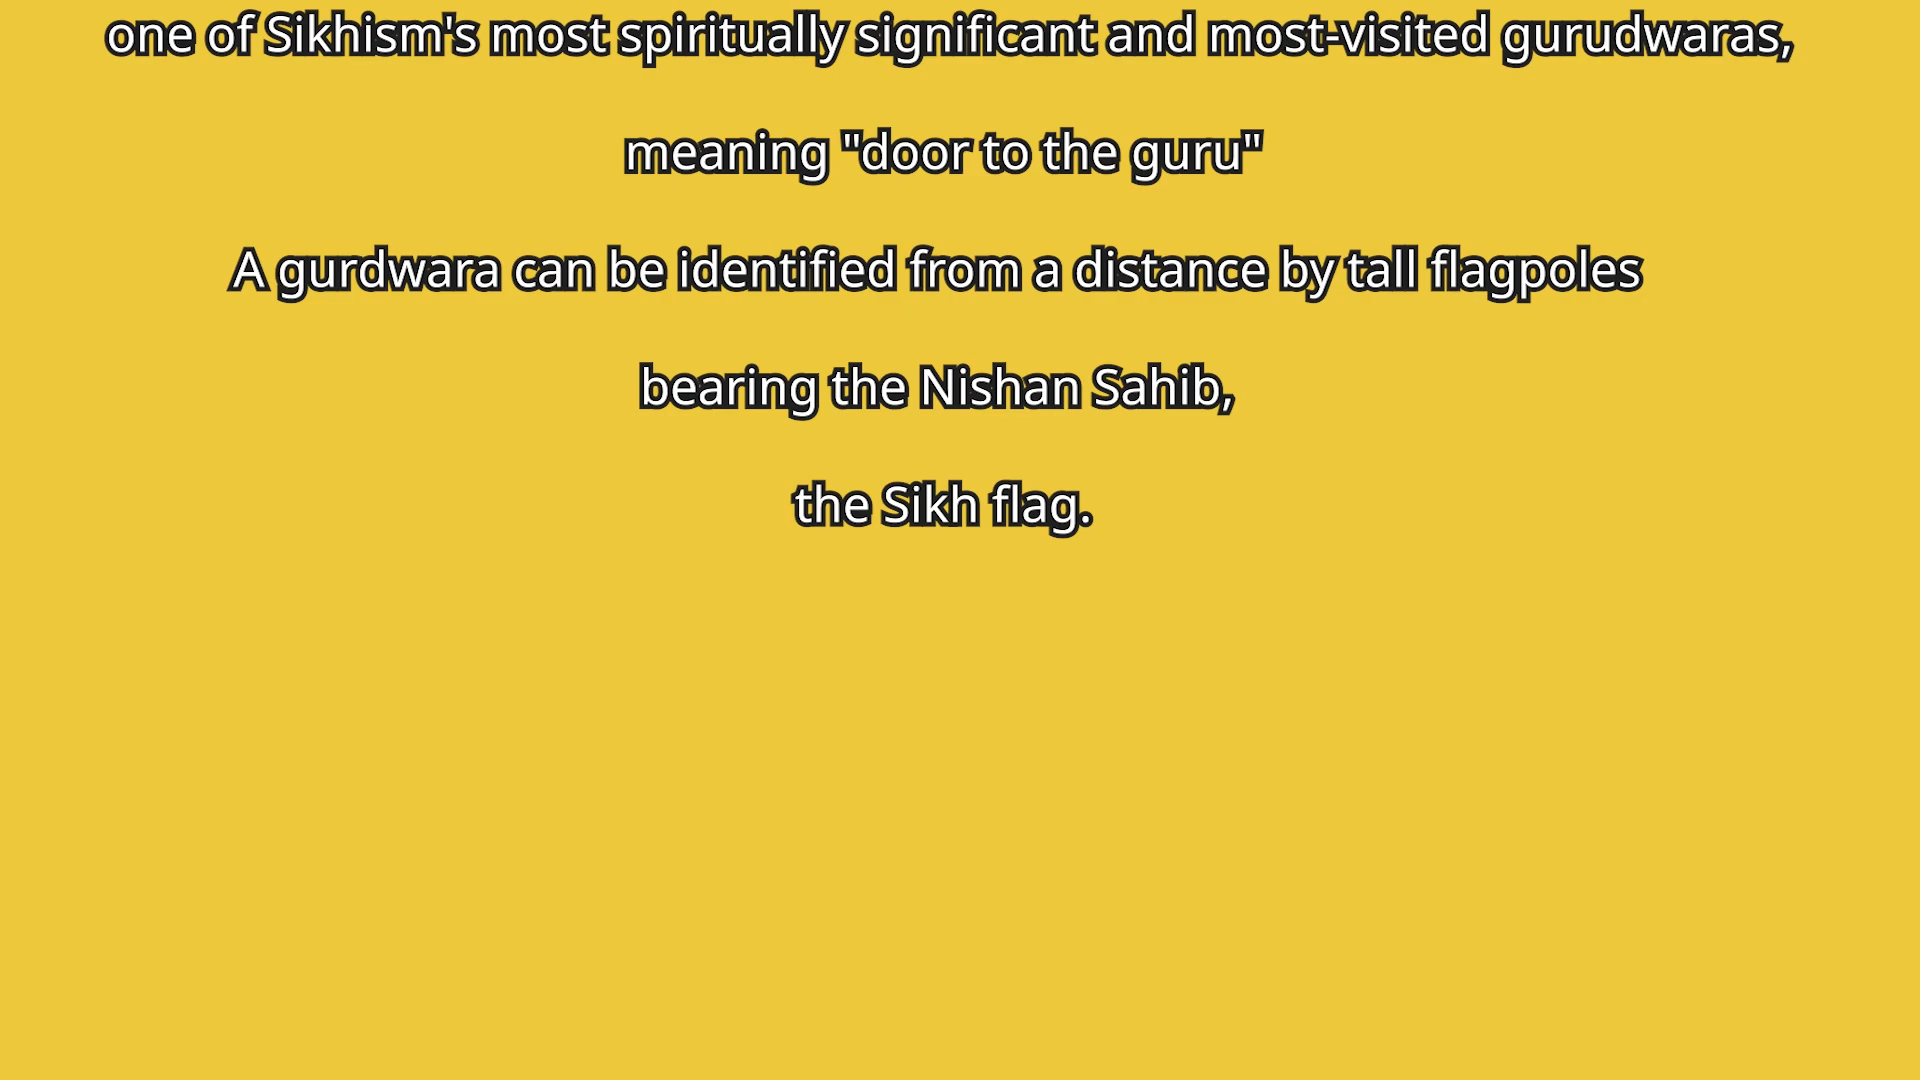 one of Sikhism's most spiritually significant and most-visited gurudwaras,
meaning "door to the guru"
A gurdwara can be identified from a distance by tall flagpoles
bearing the Nishan Sahib,
the Sikh flag.